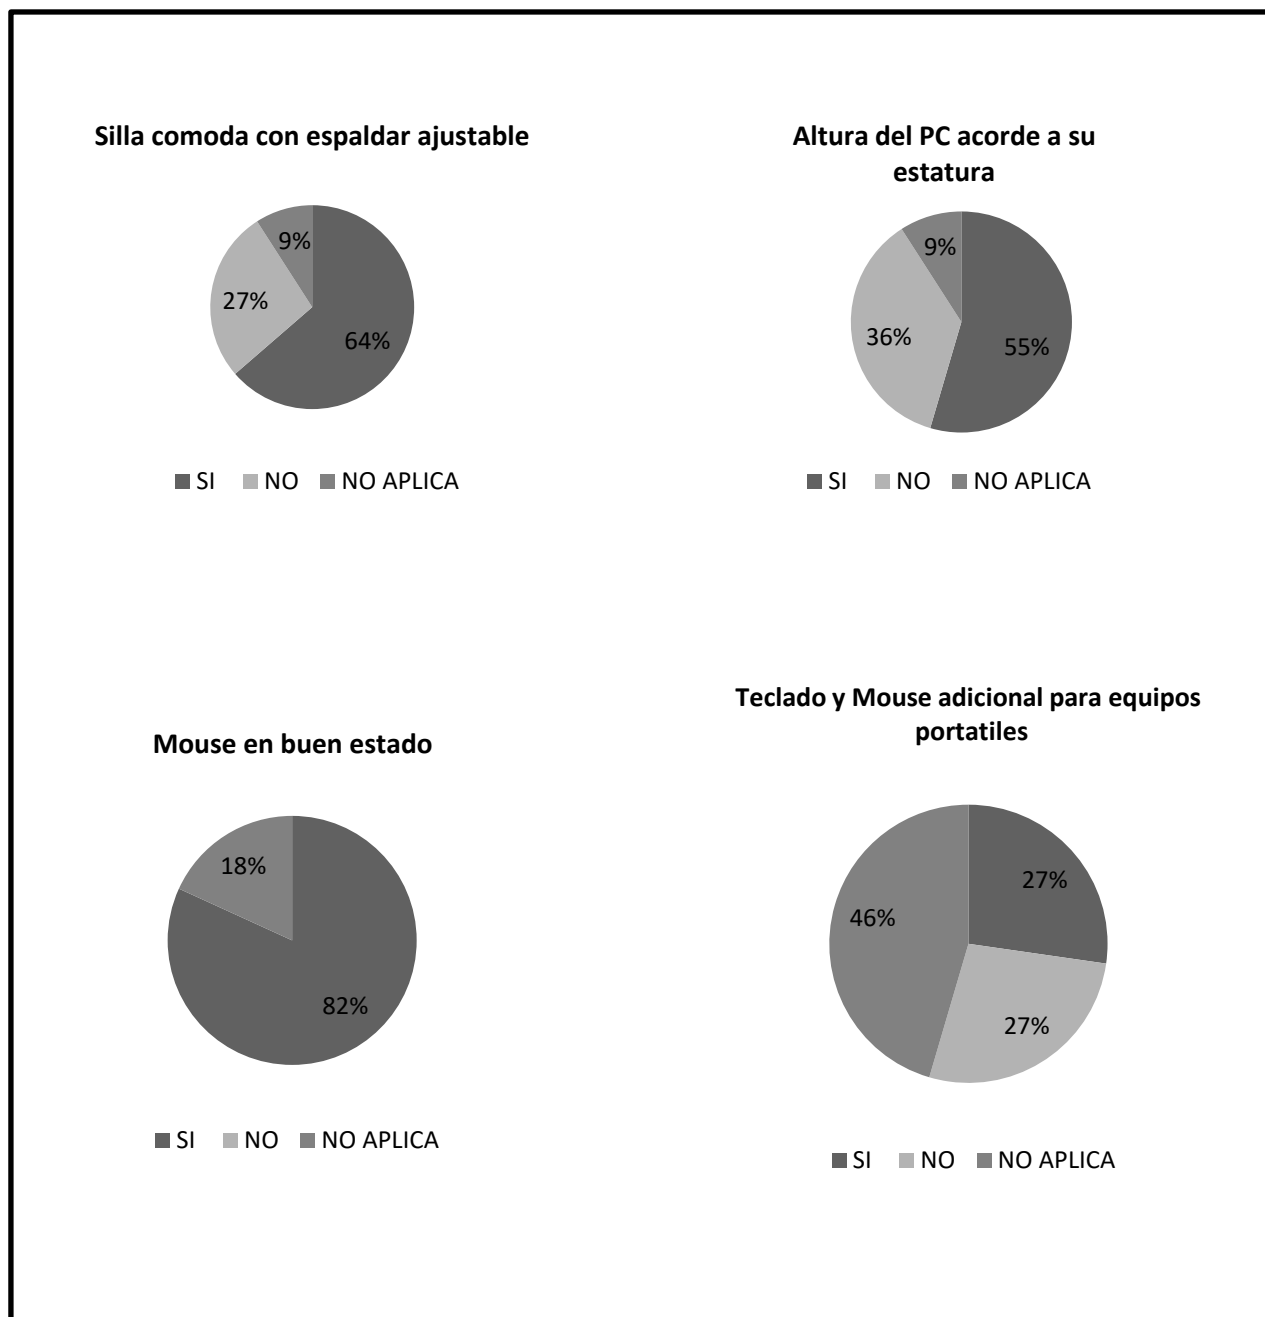 Silla comoda con espaldar ajustable
9%
27%
64%
SI NO NO APLICA
Altura del PC acorde a su
estatura
9%
36%
55%
SI NO NO APLICA
Mouse en buen estado
18%
82%
SI NO NO APLICA
Teclado y Mouse adicional para equipos
portatiles
27%
46%
27%
SI NO NO APLICA